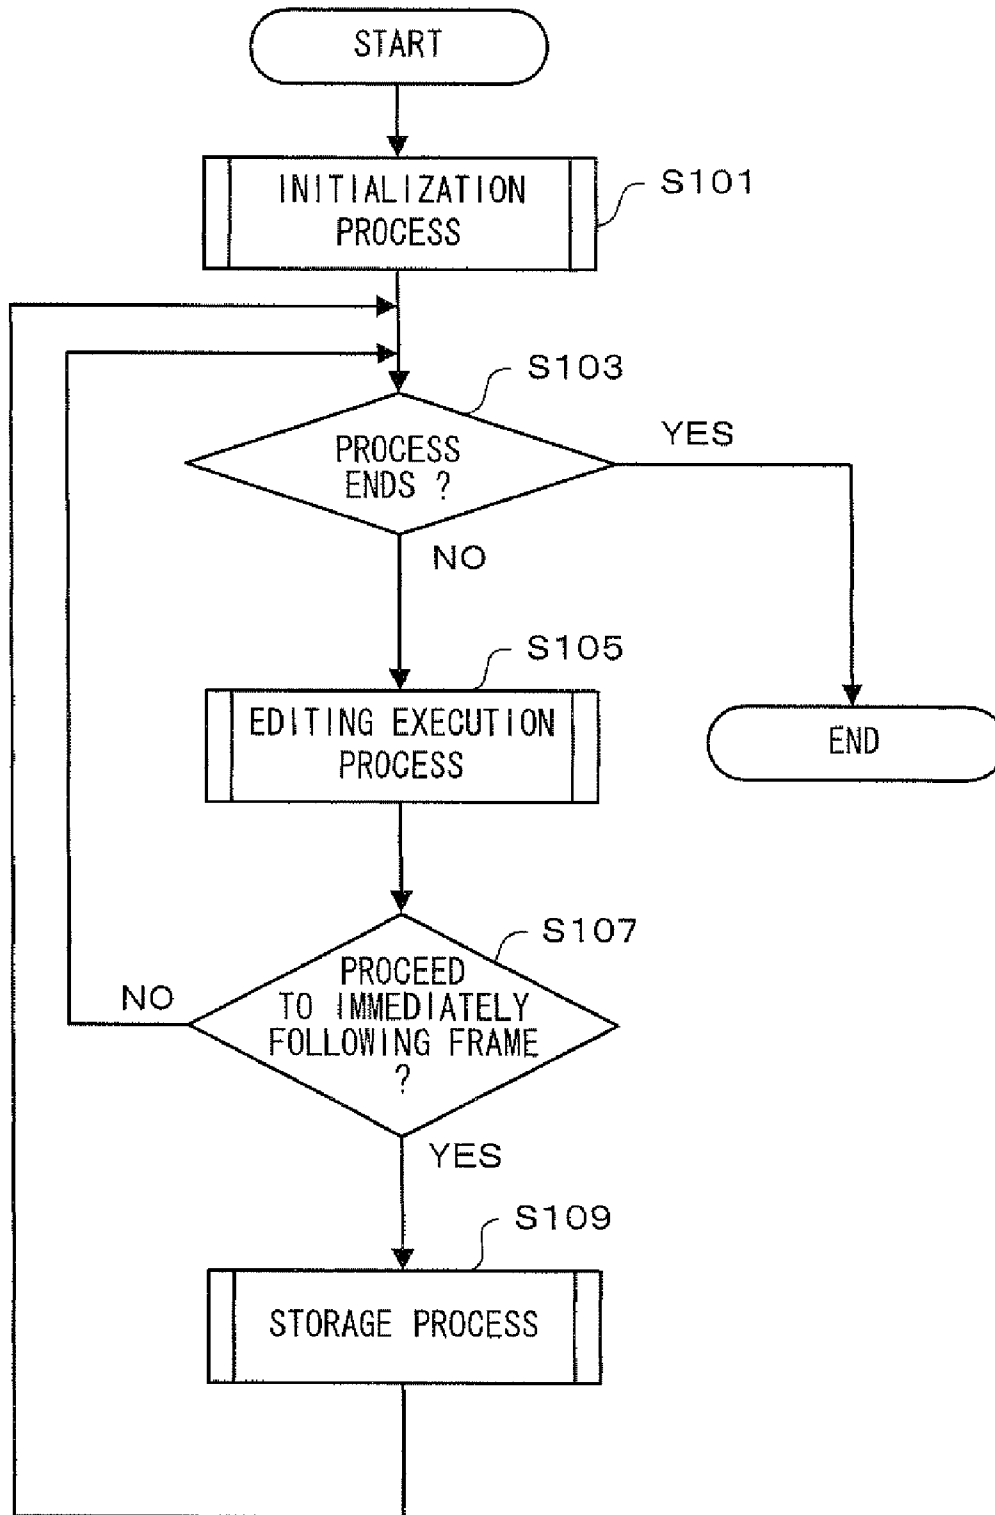 START
INITIALIZATION
PROCESS
S101
S103
PROCESS
ENDS ?
YES
NO
S105
EDITING EXECUTION
PROCESS
END
S107
PROCEED
TO IMMEDIATELY
FOLLOWING FRAME
?
NO
YES
S109
STORAGE PROCESS